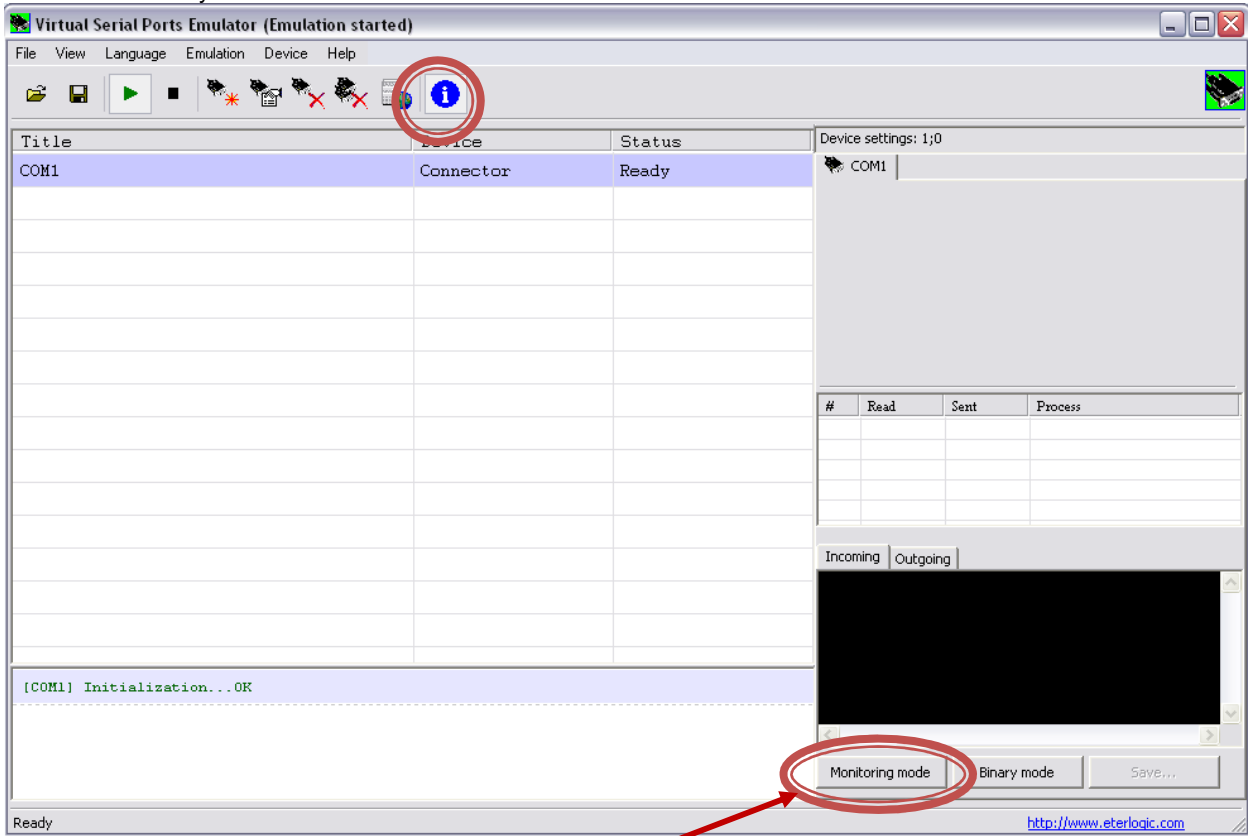 Virtual Serial Ports Emulator (Emulation started)
File View Language Emulation Device Help
Title Device Status
COM1 Connector Ready
[COM1] Initialization...OK
Device settings: 1;0
COM1
# Read Sent Process
Incoming Outgoing
Monitoring mode Binary mode Save...
Ready http://www.eterlogic.com